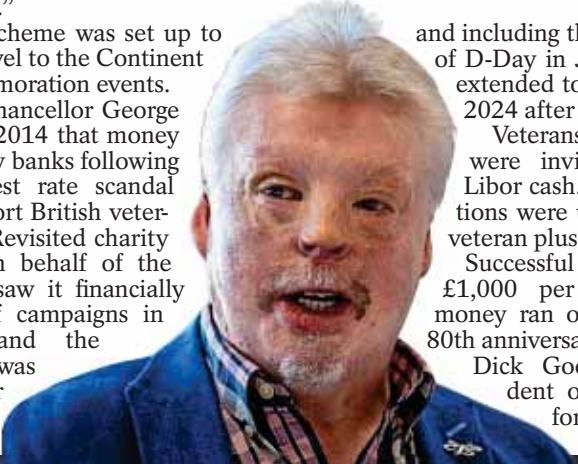 cheme was set up to
vel to the Continent
moration events.
hancellor George
2014 that money
y banks following
est rate scandal
ort British veter-
Revisited charity
n behalf of the
saw it financially
f campaigns in
and the
was
r
and including th
of D-Day in J
extended to
2024 after
Veterans
were invi
Libor cash.
tions were
veteran plus
Successful
£1,000 per
money ran o
80th anniversa
Dick Goo
dent o
for